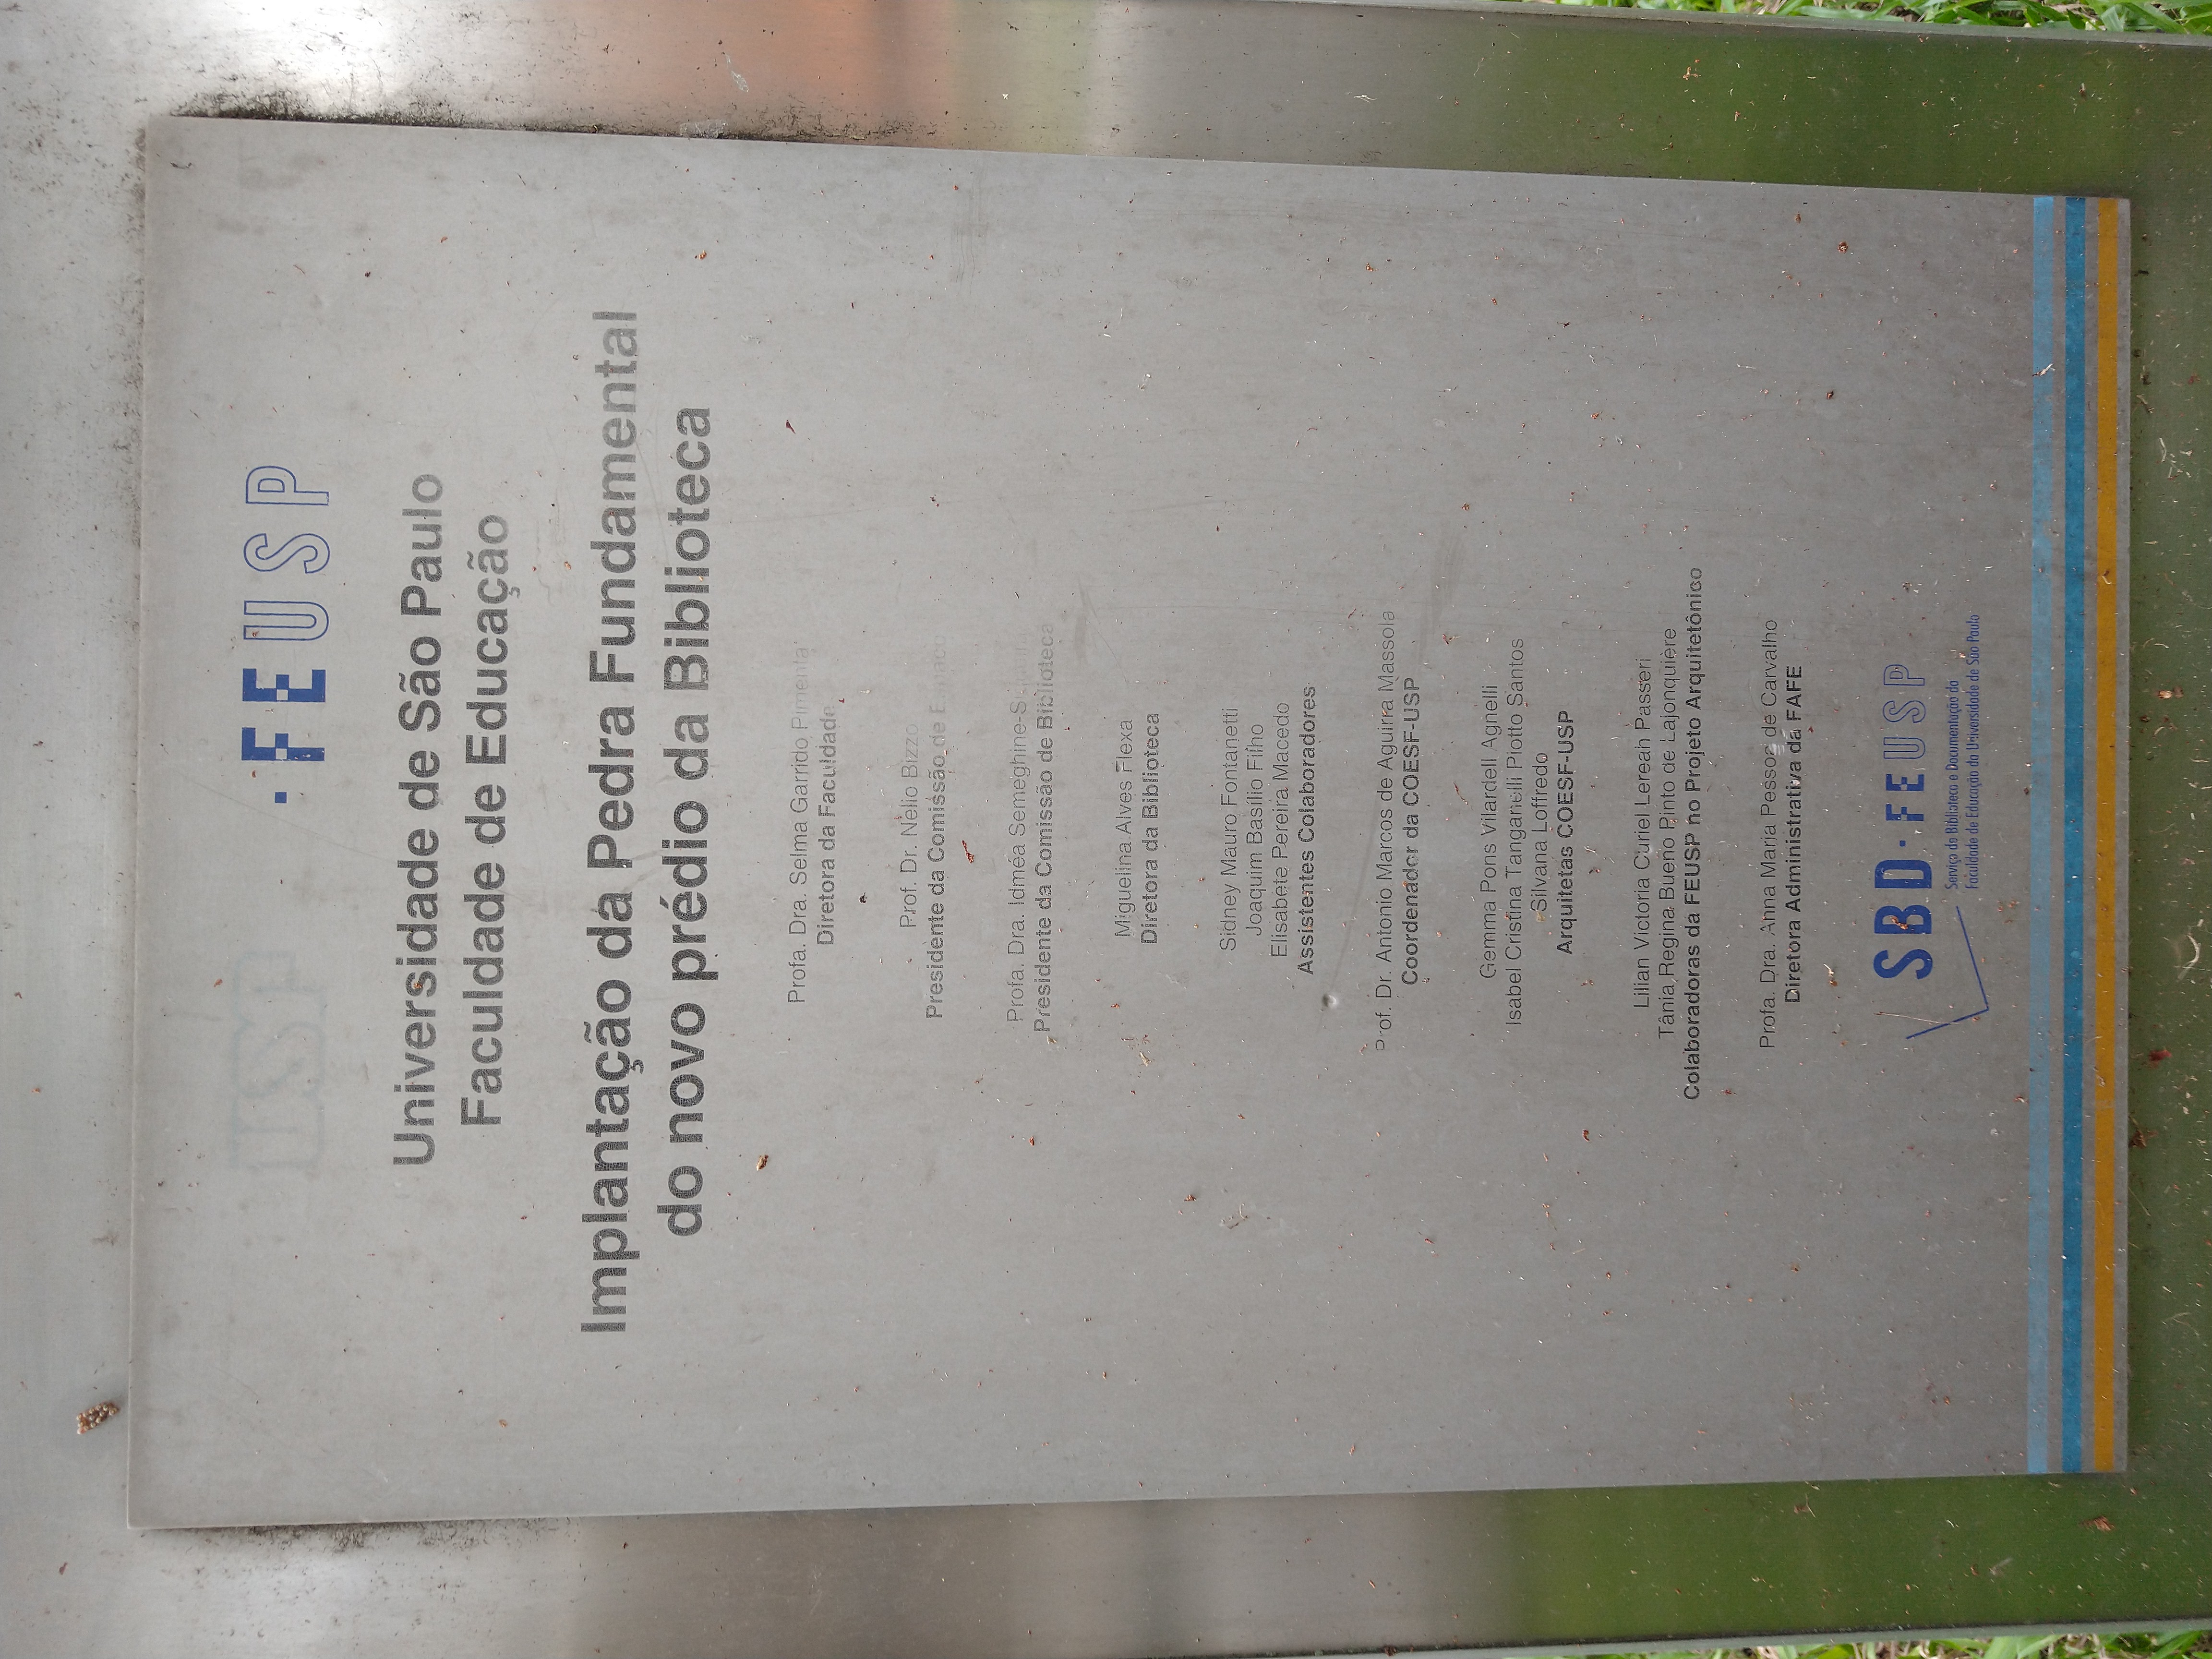 USP
·FEUSP
Universidade de São Paulo
Faculdade de Educação
Implantação da Pedra Fundamental
do novo prédio da Biblioteca
Profa. Dra. Selma Garrido Pimenta
Diretora da Faculdade
Prof. Dr. Nelio Bizzo
Presidente da Comissão de Espaço
Profa. Dra. Idméa
Presidente da Comissão de Biblioteca
Miguelina Alves Flexa
Diretora da Biblioteca
Sidney Mauro Fontanetti
Joaquim Basílio Filho
Elisabete Pereira Macedo
Assistentes Colaboradores
Prof. Dr. Antonio Marcos de Aguirra Massola
Coordenador da COESF-USP
Gemma Pons Vilardell Agnelli
Isabel Cristina Tanganelli Piotto Santos
Silvana Loffredo
Arquitetas COESF-USP
Lilian Victoria Curiel Lereah Passeri
Tânia Regina Bueno Pinto de Lajonquière
Colaboradoras da FEUSP no Projeto Arquitetônico
Profa. Dra. Anna Maria Pessoa de Carvalho
Diretora Administrativa da FAFE
SBD·FEUSP
Serviço de Biblioteca e Documentação da
Faculdade de Educação da Universidade de São Paulo